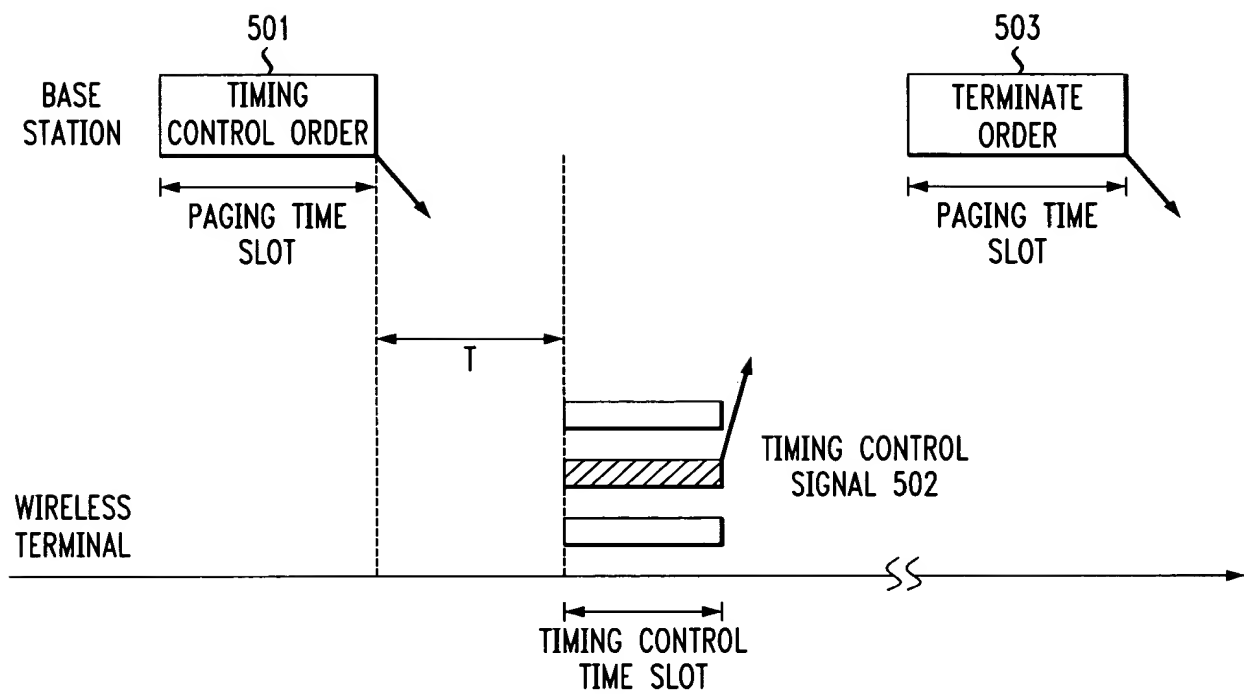 501
503
BASE
STATION
TIMING
CONTROL ORDER
TERMINATE
ORDER
PAGING TIME
SLOT
PAGING TIME
SLOT
T
TIMING CONTROL
SIGNAL 502
WIRELESS
TERMINAL
TIMING CONTROL
TIME SLOT